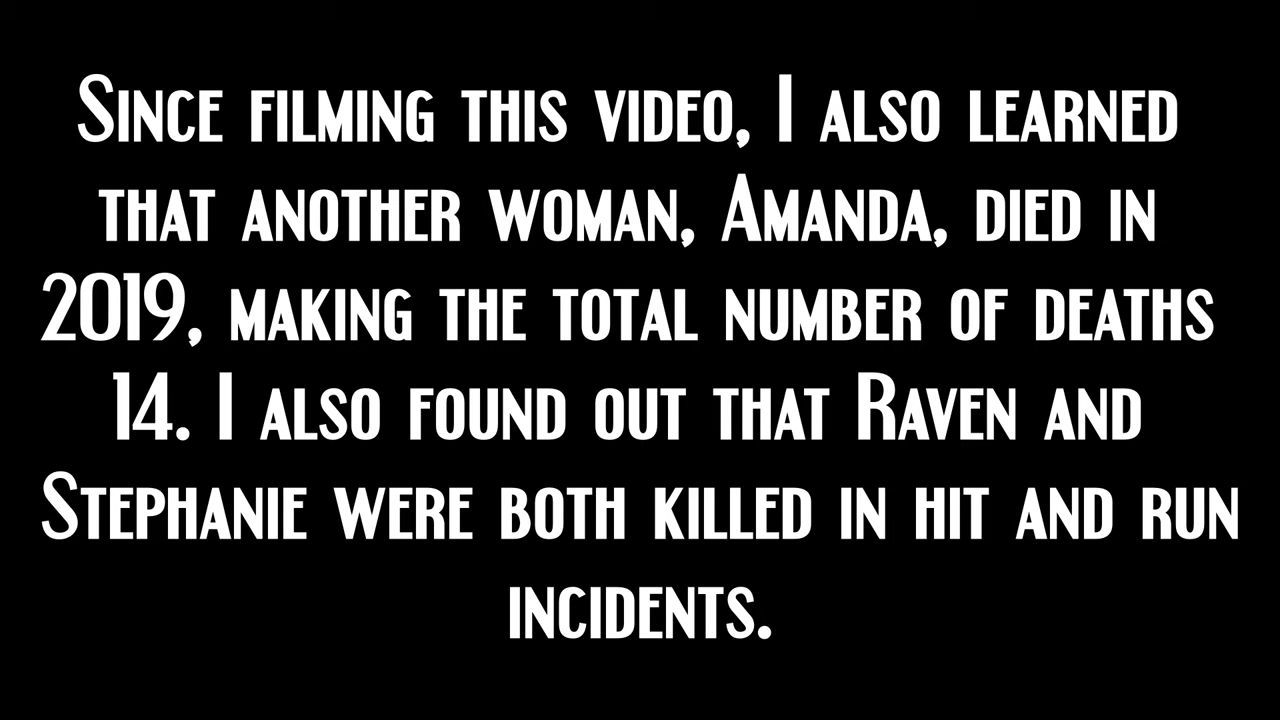 Since filming this video, I also learned
that another woman, Amanda, died in
2019, making the total number of deaths
14. I also found out that Raven and
Stephanie were both killed in hit and run
incidents.